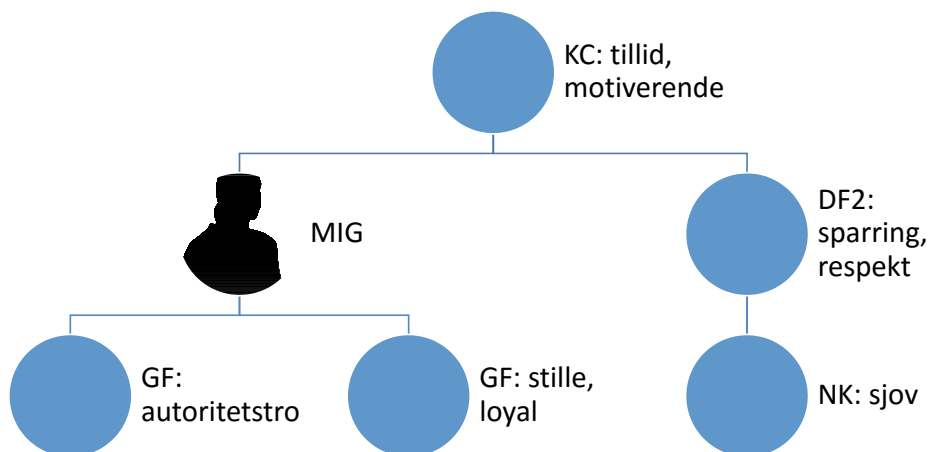 KC: tillid,
motiverende
MIG
DF2:
sparring,
respekt
GF:
autoritetstro
GF: stille,
loyal
NK: sjov